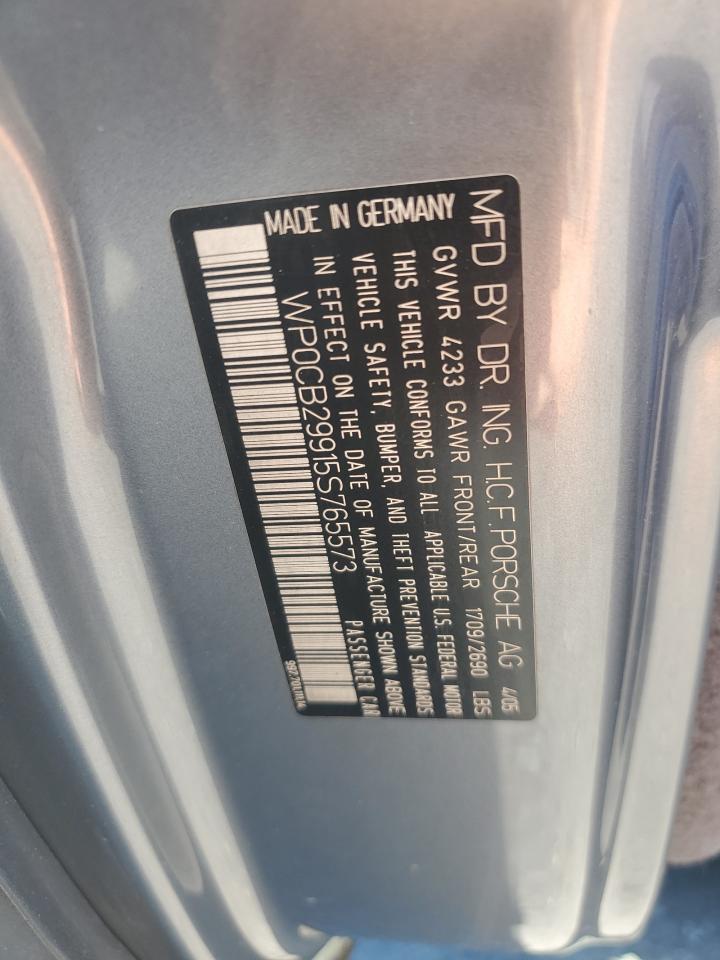 MFD BY DR. ING. H.C.F. PORSCHE AG 4/05
GVWR 4233 GAWR FRONT/REAR 1709/2690 LBS
THIS VEHICLE CONFORMS TO ALL APPLICABLE U.S. FEDERAL MOTOR
VEHICLE SAFETY, BUMPER, AND THEFT PREVENTION STANDARDS
IN EFFECT ON THE DATE OF MANUFACTURE SHOWN ABOVE
WP0CB29915S765573 PASSENGER CAR
MADE IN GERMANY